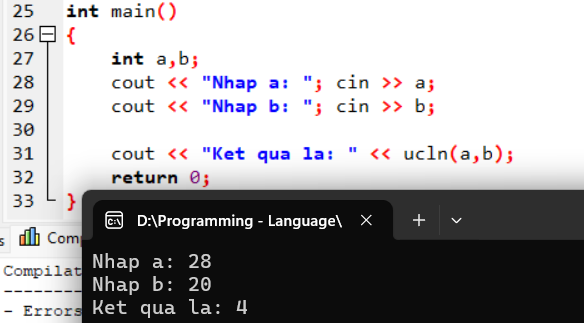 25 int main()
26 {
27 int a,b;
28 cout << "Nhap a: "; cin >> a;
29 cout << "Nhap b: "; cin >> b;
30
31 cout << "Ket qua la: " << ucln(a,b);
32 return 0;
33 }
D:\Programming - Language\
s Comp
Compilat
- Errors
Nhap a: 28
Nhap b: 20
Ket qua la: 4